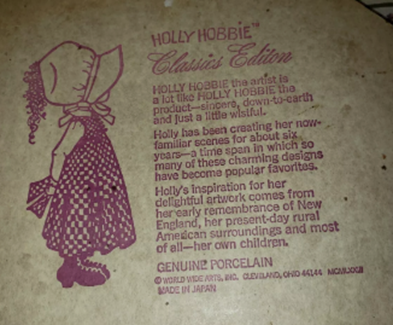 HOLLY HOBBIE™
Classics Editon
HOLLY HOBBIE the artist is
a lot like HOLLY HOBBIE the
product—sincere, down-to-earth
and just a little wistful.
Holly has been creating her now-
familiar scenes for about six
years—a time span in which so
many of these charming designs
have become popular favorites.
Holly's inspiration for her
delightful artwork comes from
her early remembrance of New
England, her present-day rural
American surroundings and most
of all—her own children.
GENUINE PORCELAIN
© WORLD WIDE ARTS, INC. CLEVELAND, OHIO 44144
MADE IN JAPAN